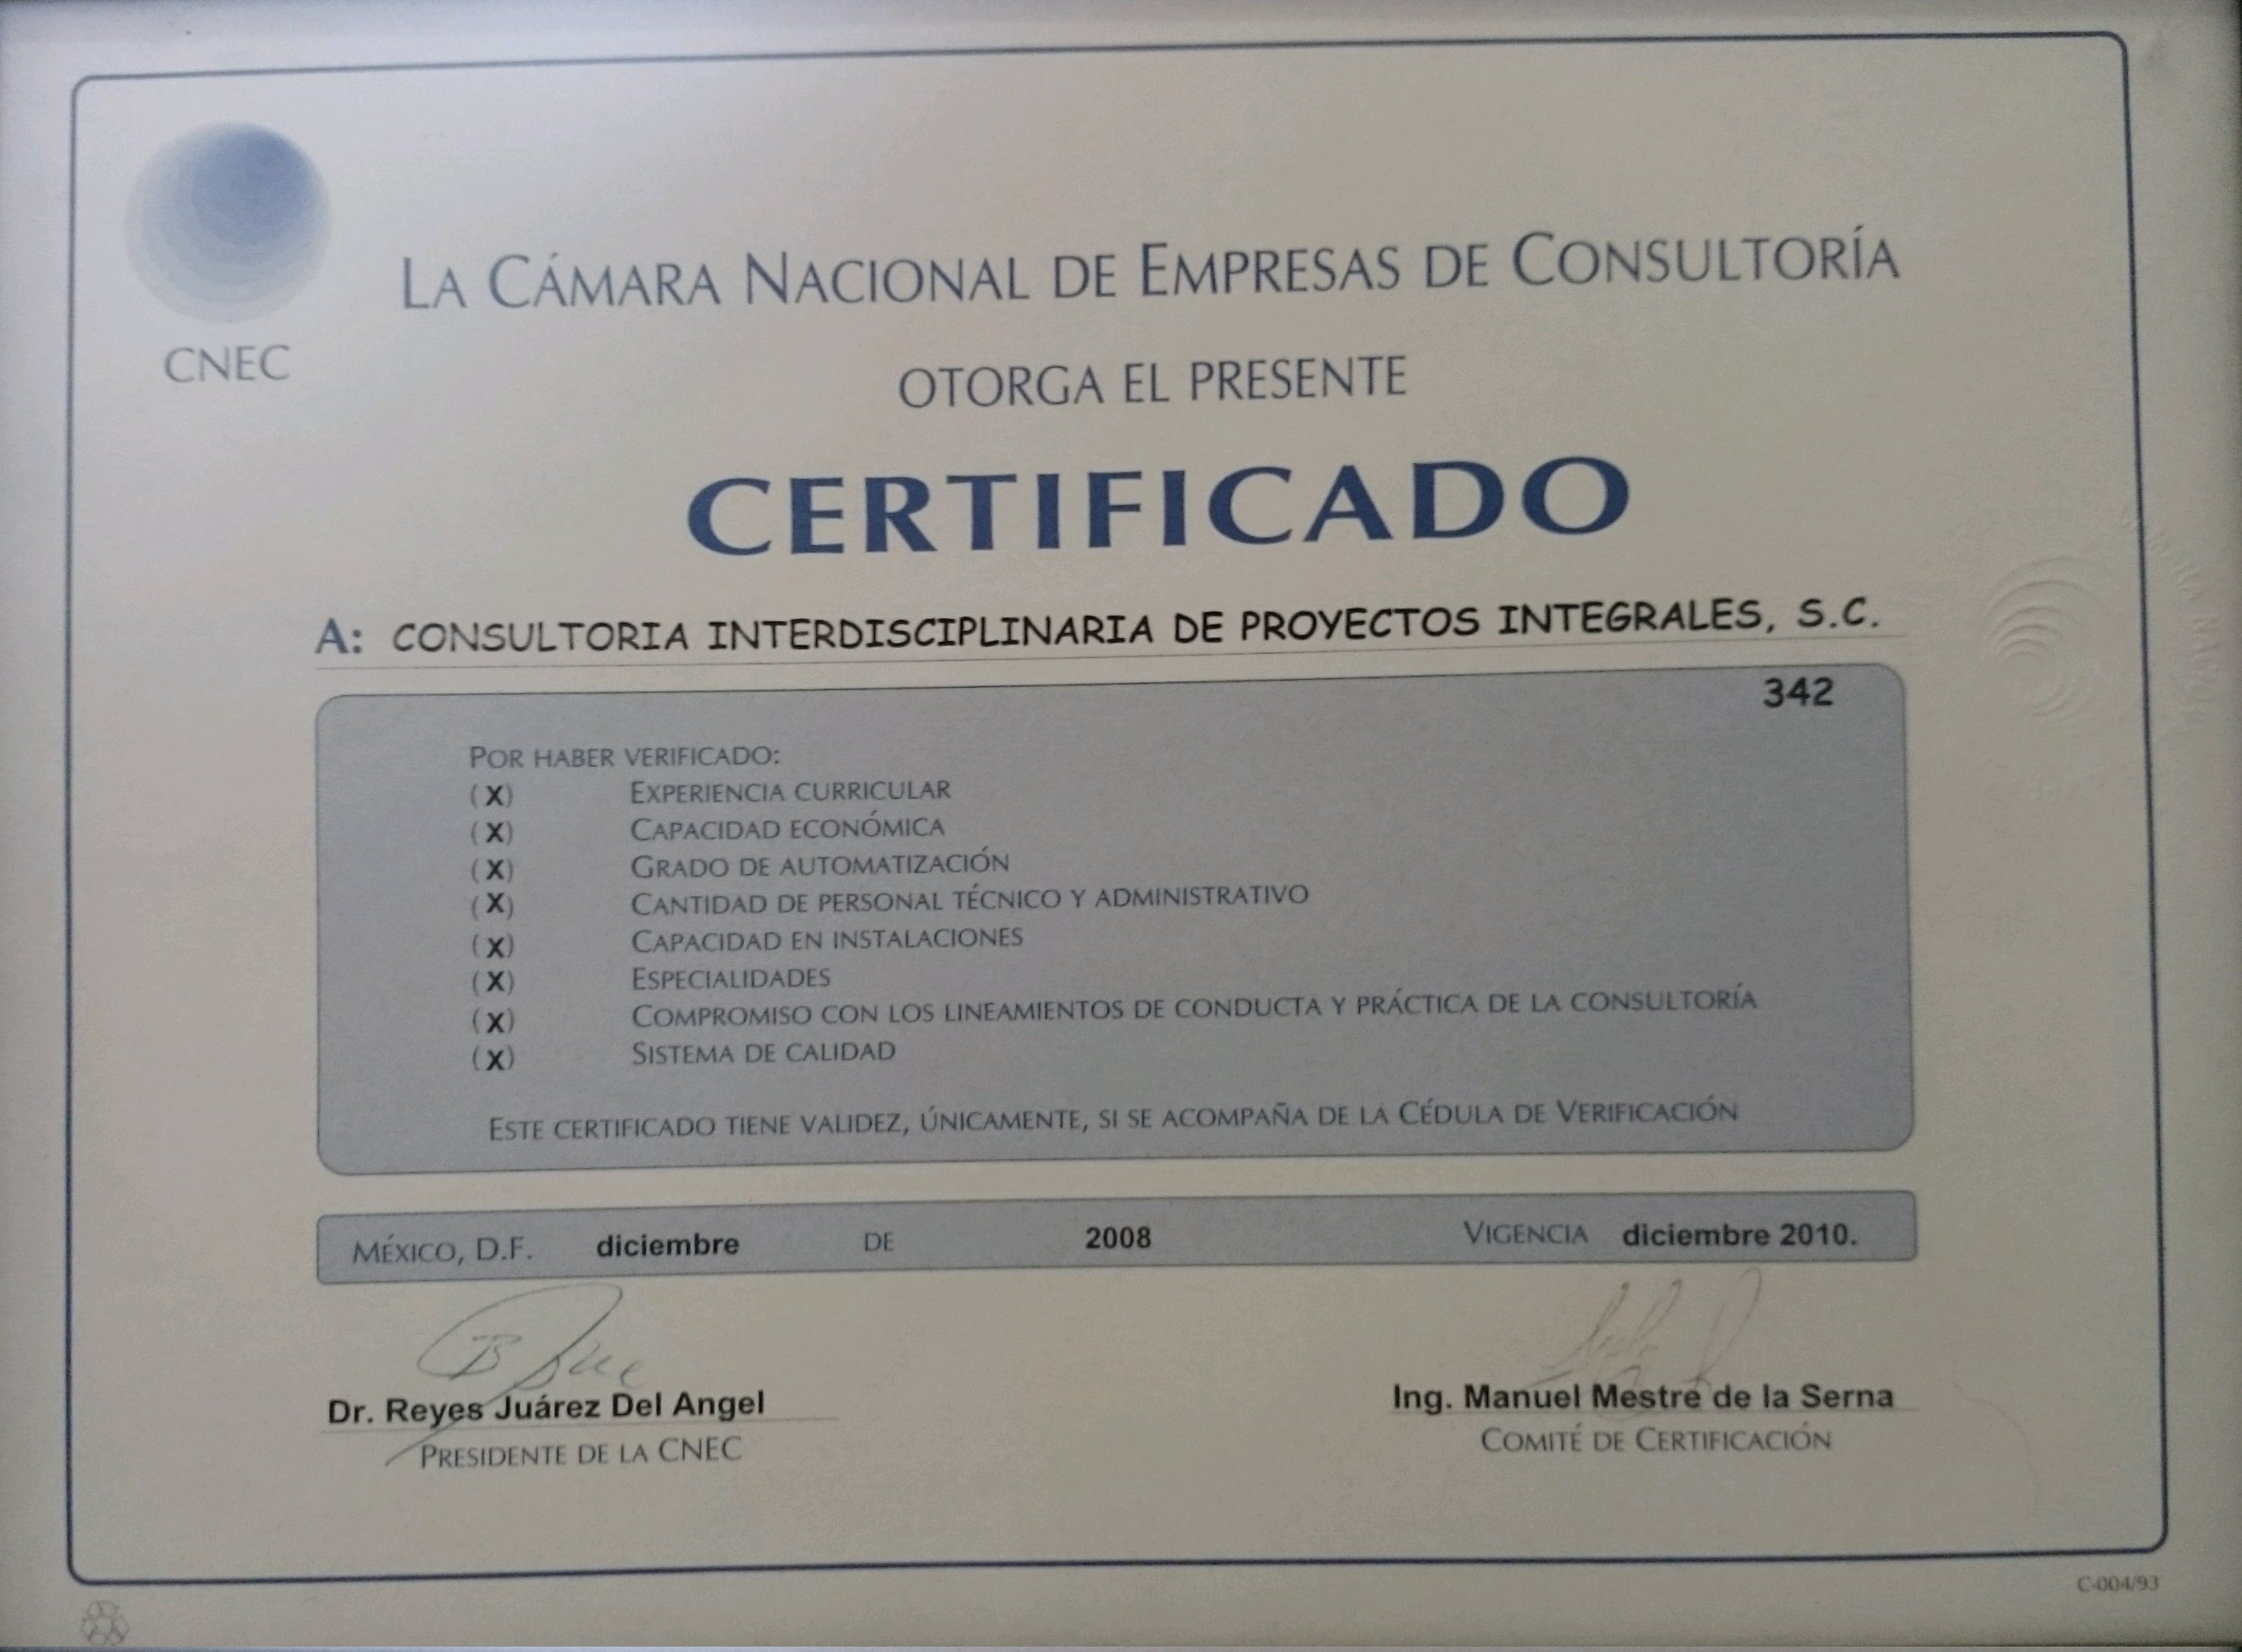 LA CÁMARA NACIONAL DE EMPRESAS DE CONSULTORÍA
CNEC
OTORGA EL PRESENTE
CERTIFICADO
A: CONSULTORIA INTERDISCIPLINARIA DE PROYECTOS INTEGRALES, S.C.
342
POR HABER VERIFICADO:
(X) EXPERIENCIA CURRICULAR
(X) CAPACIDAD ECONÓMICA
(X) GRADO DE AUTOMATIZACIÓN
(X) CANTIDAD DE PERSONAL TÉCNICO Y ADMINISTRATIVO
(X) CAPACIDAD EN INSTALACIONES
(X) ESPECIALIDADES
(X) COMPROMISO CON LOS LINEAMIENTOS DE CONDUCTA Y PRÁCTICA DE LA CONSULTORÍA
(X) SISTEMA DE CALIDAD
ESTE CERTIFICADO TIENE VALIDEZ, ÚNICAMENTE, SI SE ACOMPAÑA DE LA CÉDULA DE VERIFICACIÓN
MÉXICO, D.F. diciembre DE 2008 VIGENCIA diciembre 2010.
Dr. Reyes Juárez Del Angel
PRESIDENTE DE LA CNEC
Ing. Manuel Mestre de la Serna
COMITÉ DE CERTIFICACIÓN
C-004/93